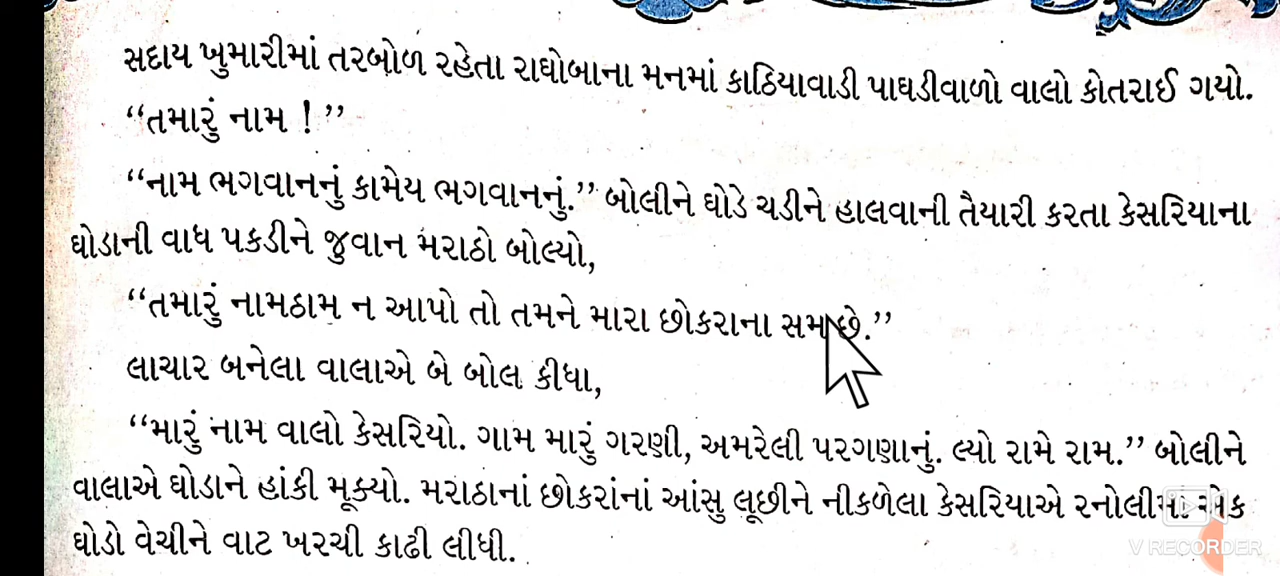 સદાય ખુમારીમાં તરબોળ રહેતા રાઘોબાના મનમાં કાઠિયાવાડી પાઘડીવાળો વાલો કોતરાઈ ગયો.
“તમારું નામ !”
“નામ ભગવાનનું કામેય ભગવાનનું.” બોલીને ઘોડે ચડીને હાલવાની તૈયારી કરતા કેસરિયાના
ઘોડાની વાધ પકડીને જુવાન મરાઠો બોલ્યો,
“તમારું નામઠામ ન આપો તો તમને મારા છોકરાના સમ છે.”
લાચાર બનેલા વાલાએ બે બોલ કીધા,
“મારું નામ વાલો કેસરિયો. ગામ મારું ગરણી, અમરેલી પરગણાનું. લ્યો રામે રામ.” બોલીને
વાલાએ ઘોડાને હાંકી મૂક્યો. મરાઠાનાં છોકરાંનાં આંસુ લૂછીને નીકળેલા કેસરિયાએ રનોલીમાં એક
ઘોડો વેચીને વાટ ખરચી કાઢી લીધી.
V RECORDER